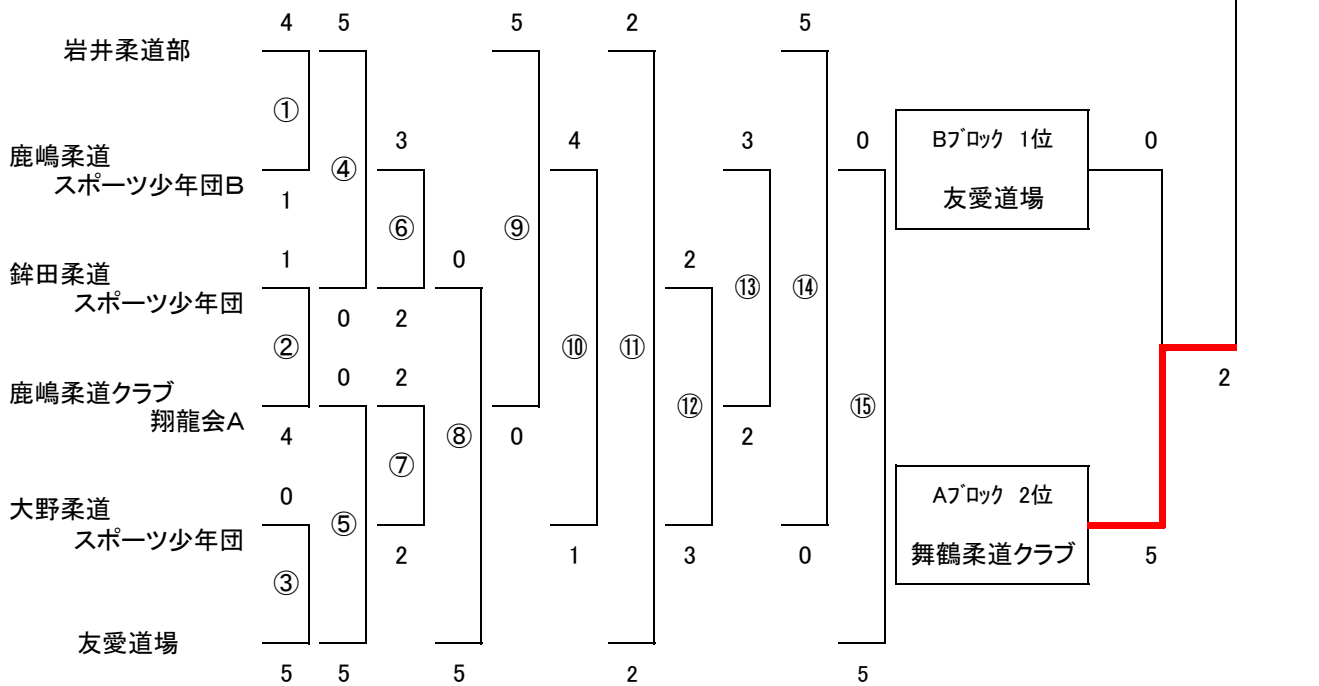 4 5 5 2 5
岩井柔道部
①
3 4 3 0 Bブロック 1位 0
鹿嶋柔道
④
スポーツ少年団B
1 友愛道場
⑥ ⑨
1 0 2
鉾田柔道
⑬ ⑭
スポーツ少年団
0 2
② ⑩ ⑪
0 2 2
鹿嶋柔道クラブ
⑫ ⑮
翔龍会A
4 ⑧ 0 2
⑦
0 Aブロック 2位
大野柔道
⑤
スポーツ少年団
2 1 3 0 舞鶴柔道クラブ 5
③
友愛道場
5 5 5 2 5